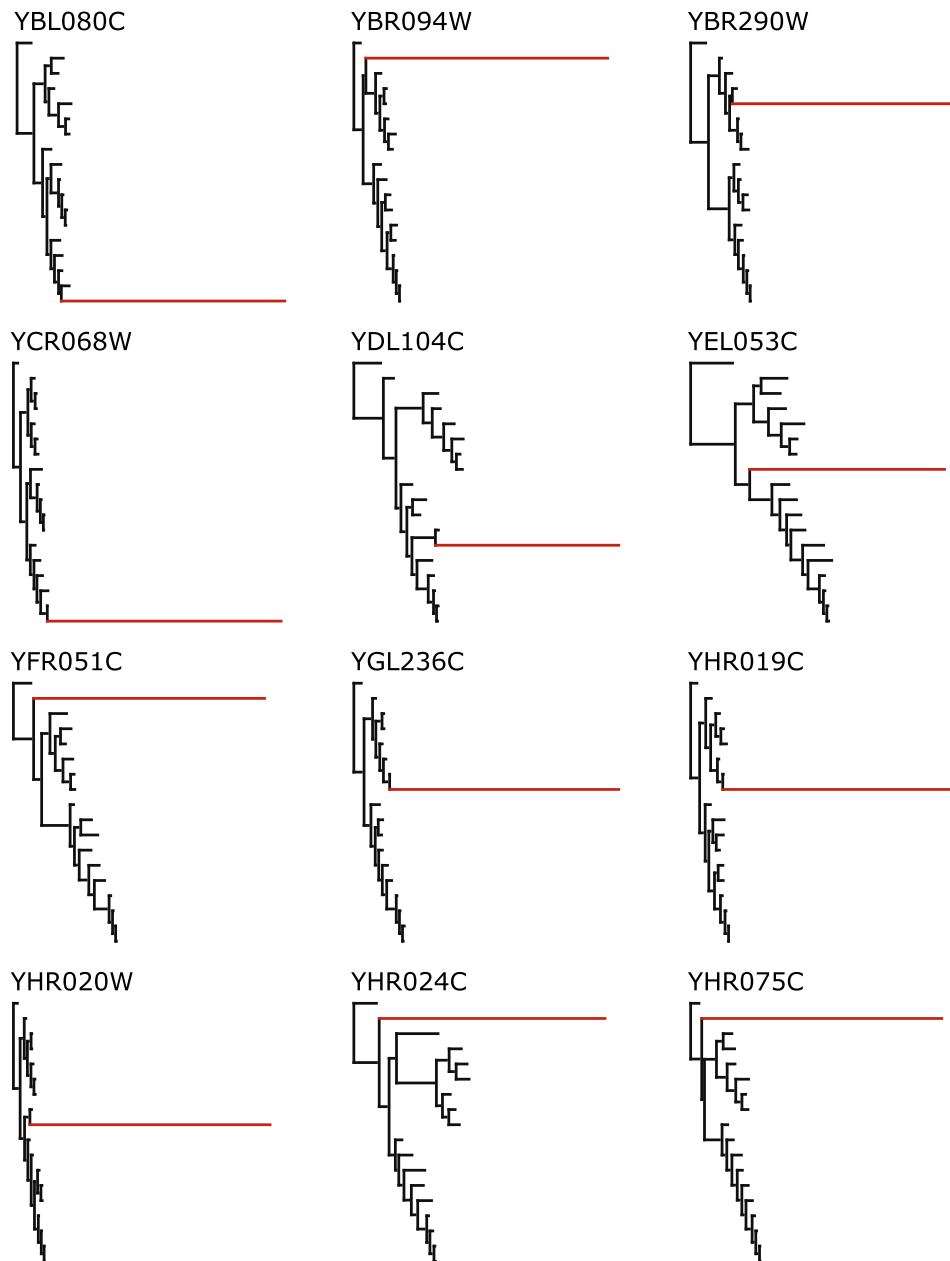 YBL080C YBR094W YBR290W
YCR068W YDL104C YEL053C
YFR051C YGL236C YHR019C
YHR020W YHR024C YHR075C